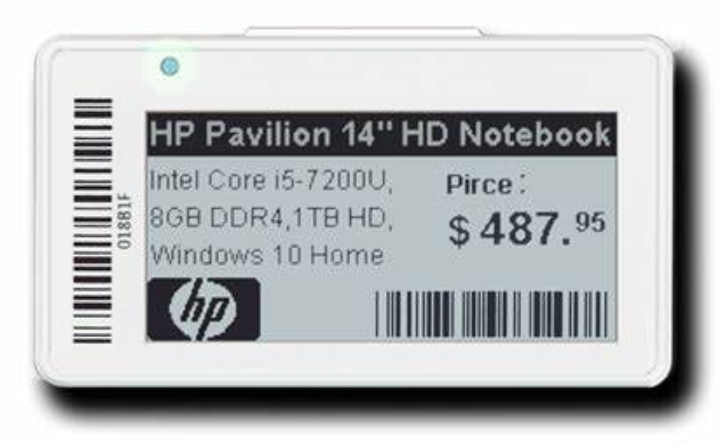 HP Pavilion 14" HD Notebook
Intel Core i5-7200U,
8GB DDR4,1TB HD,
Windows 10 Home
Pirce:
$487.95
hp
018B1F